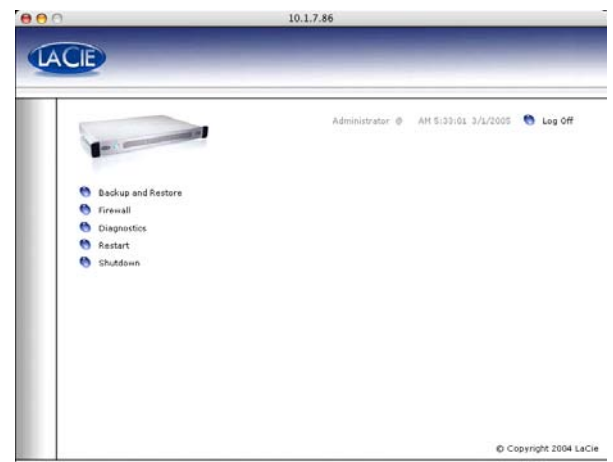 10.1.7.86
LACIE
Administrator @ AM 5:33:01 3/1/2005 Log Off
Backup and Restore
Firewall
Diagnostics
Restart
Shutdown
© Copyright 2004 LaCie